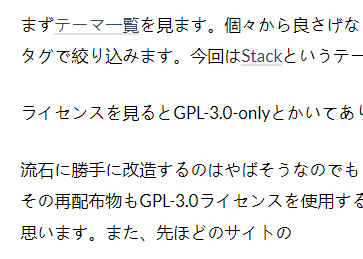 まずテーマ一覧を見ます。個々から良さげな
タグで絞り込みます。今回はStackというテー
ライセンスを見るとGPL-3.0-onlyとかいてあり
流石に勝手に改造するのはやばそうなのでも
その再配布物もGPL-3.0ライセンスを使用する
思います。また、先ほどのサイトの